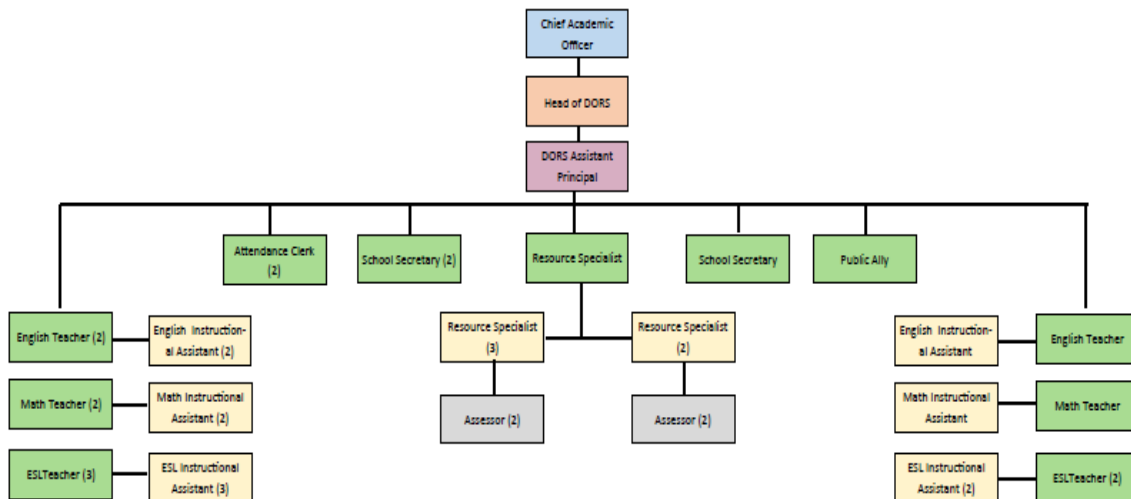 Chief Academic
Officer
Head of DORS
DORS Assistant
Principal
Attendance Clerk
(2)
School Secretary (2)
Resource Specialist
School Secretary
Public Ally
English Teacher (2)
English Instruction-
al Assistant (2)
Resource Specialist
(3)
Resource Specialist
(2)
English Instruction-
al Assistant
English Teacher
Math Teacher (2)
Math Instructional
Assistant (2)
Assessor (2)
Assessor (2)
Math Instructional
Assistant
Math Teacher
ESLTeacher (3)
ESL Instructional
Assistant (3)
ESL Instructional
Assistant (2)
ESLTeacher (2)